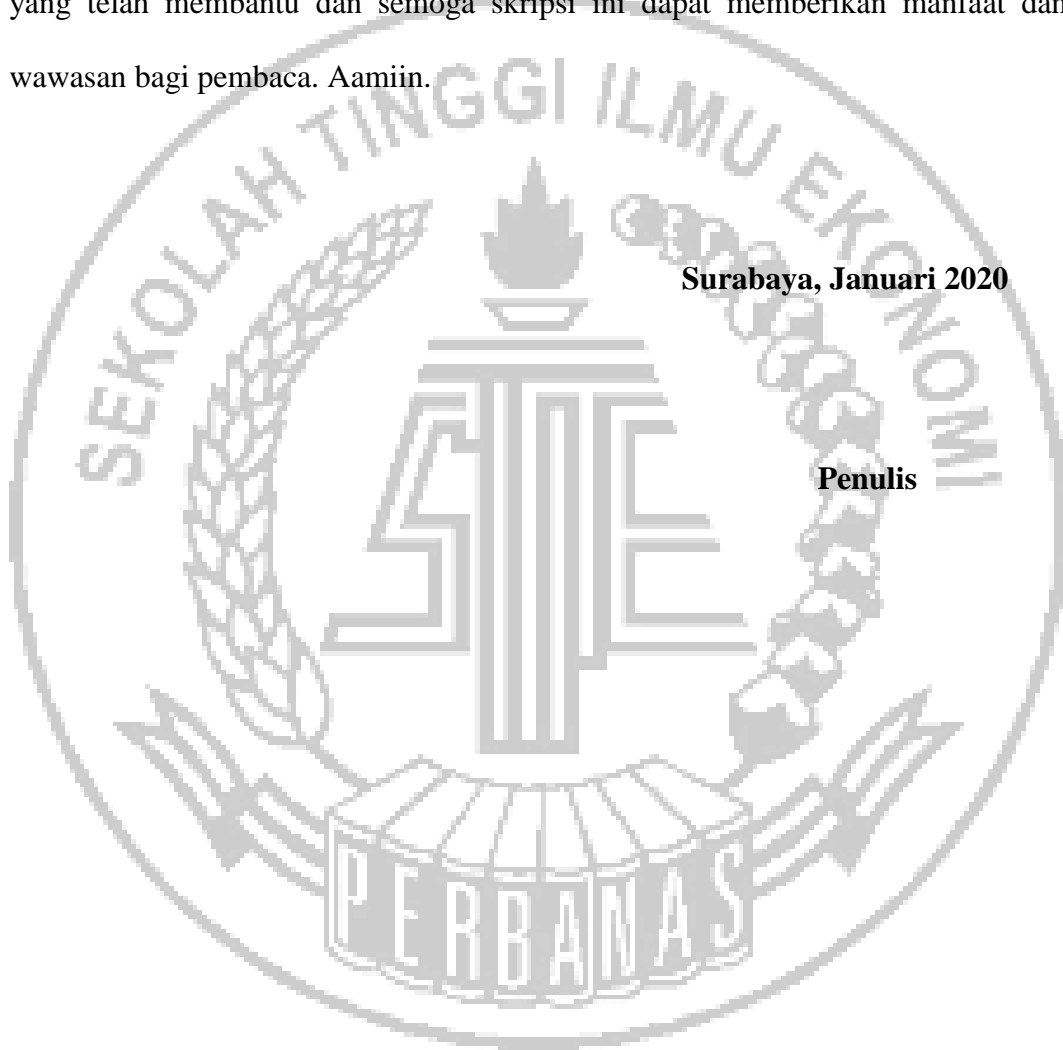 yang telah membantu dan semoga skripsi ini dapat memberikan manfaat dan
wawasan bagi pembaca. Aamiin.
SEKOLAH TINGGI ILMU EKONOMI
Surabaya, Januari 2020
Penulis
STIE
PERBANAS